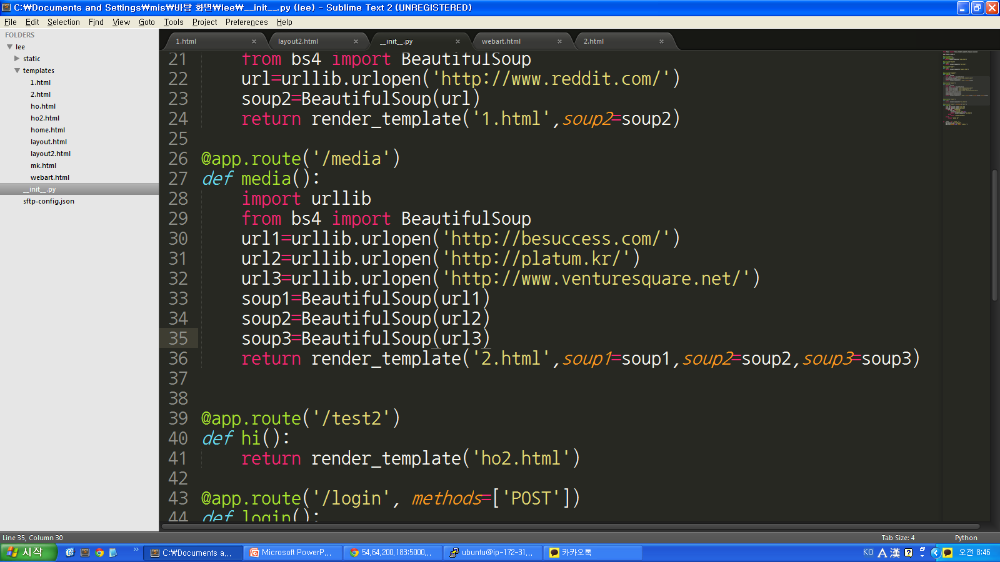 C:\Documents and Settings\mis\바탕 화면\lee\__init__.py (lee) - Sublime Text 2 (UNREGISTERED)
File Edit Selection Find View Goto Tools Project Preferences Help
FOLDERS
lee
static
templates
1.html
2.html
ho.html
ho2.html
home.html
layout.html
layout2.html
mk.html
webart.html
__init__.py
sftp-config.json
1.html × layout2.html × __init__.py × webart.html × 2.html ×
21 from bs4 import BeautifulSoup
22 url=urllib.urlopen('http://www.reddit.com/')
23 soup2=BeautifulSoup(url)
24 return render_template('1.html',soup2=soup2)
25
26 @app.route('/media')
27 def media():
28 import urllib
29 from bs4 import BeautifulSoup
30 url1=urllib.urlopen('http://besuccess.com/')
31 url2=urllib.urlopen('http://platum.kr/')
32 url3=urllib.urlopen('http://www.venturesquare.net/')
33 soup1=BeautifulSoup(url1)
34 soup2=BeautifulSoup(url2)
35 soup3=BeautifulSoup(url3)
36 return render_template('2.html',soup1=soup1,soup2=soup2,soup3=soup3)
37
38
39 @app.route('/test2')
40 def hi():
41 return render_template('ho2.html')
42
43 @app.route('/login', methods=['POST'])
44 def login():
Line 35, Column 30 Tab Size: 4 Python
시작 C:\Documents a... Microsoft PowerP... 54,64,200,183:5000,... ubuntu@ip-172-31... 카카오톡 KO A 漢 오전 8:46